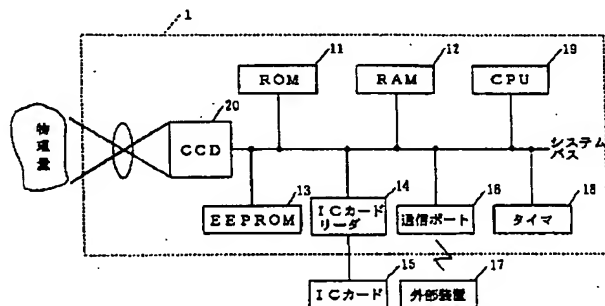 1
11
12
19
ROM
RAM
CPU
20
物理量
CCD
システム
バス
13
14
16
18
EEPROM
ICカード
リーダ
通信ポート
タイマ
15
17
ICカード
外部装置